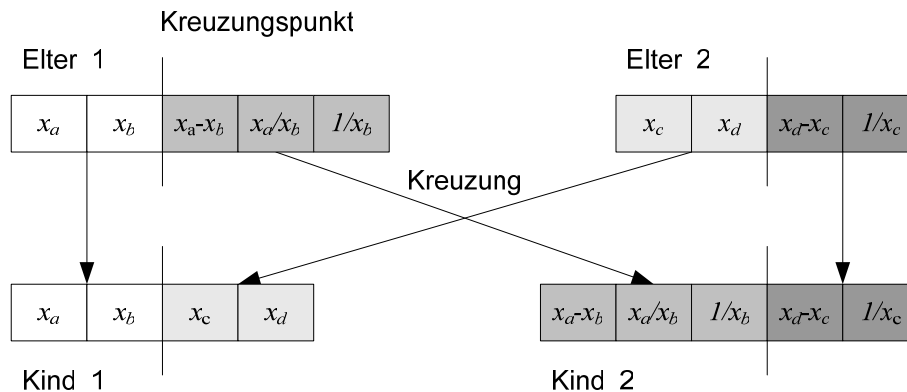 Kreuzungspunkt
Elter 1
Elter 2
x_a x_b x_a-x_b x_a/x_b 1/x_b
x_c x_d x_d-x_c 1/x_c
Kreuzung
x_a x_b x_c x_d
x_a-x_b x_a/x_b 1/x_b x_d-x_c 1/x_c
Kind 1
Kind 2